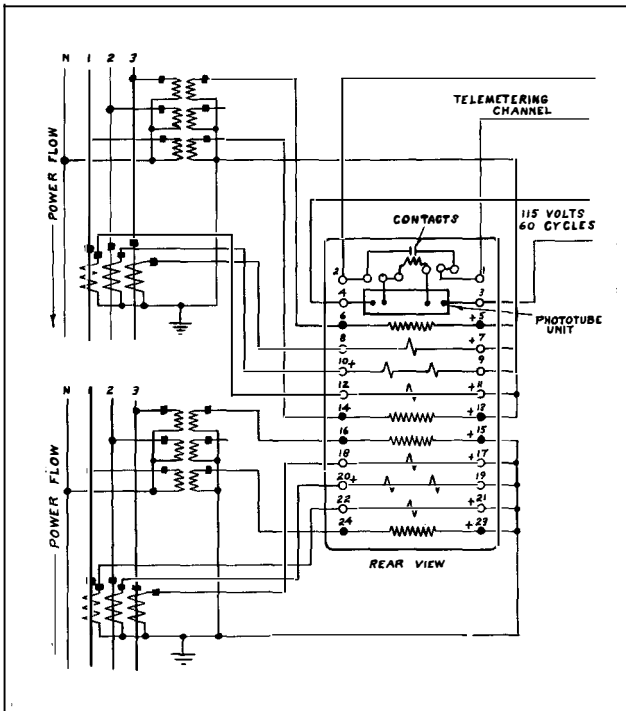 N 1 2 3
POWER FLOW
TELEMETERING
CHANNEL
115 VOLTS
60 CYCLES
CONTACTS
2 1
4 3
PHOTOTUBE
UNIT
6 +5
8 +7
10+ 9
12 +11
14 +13
16 +15
18 +17
20+ 19
22 +21
24 +23
REAR VIEW
N 1 2 3
POWER FLOW